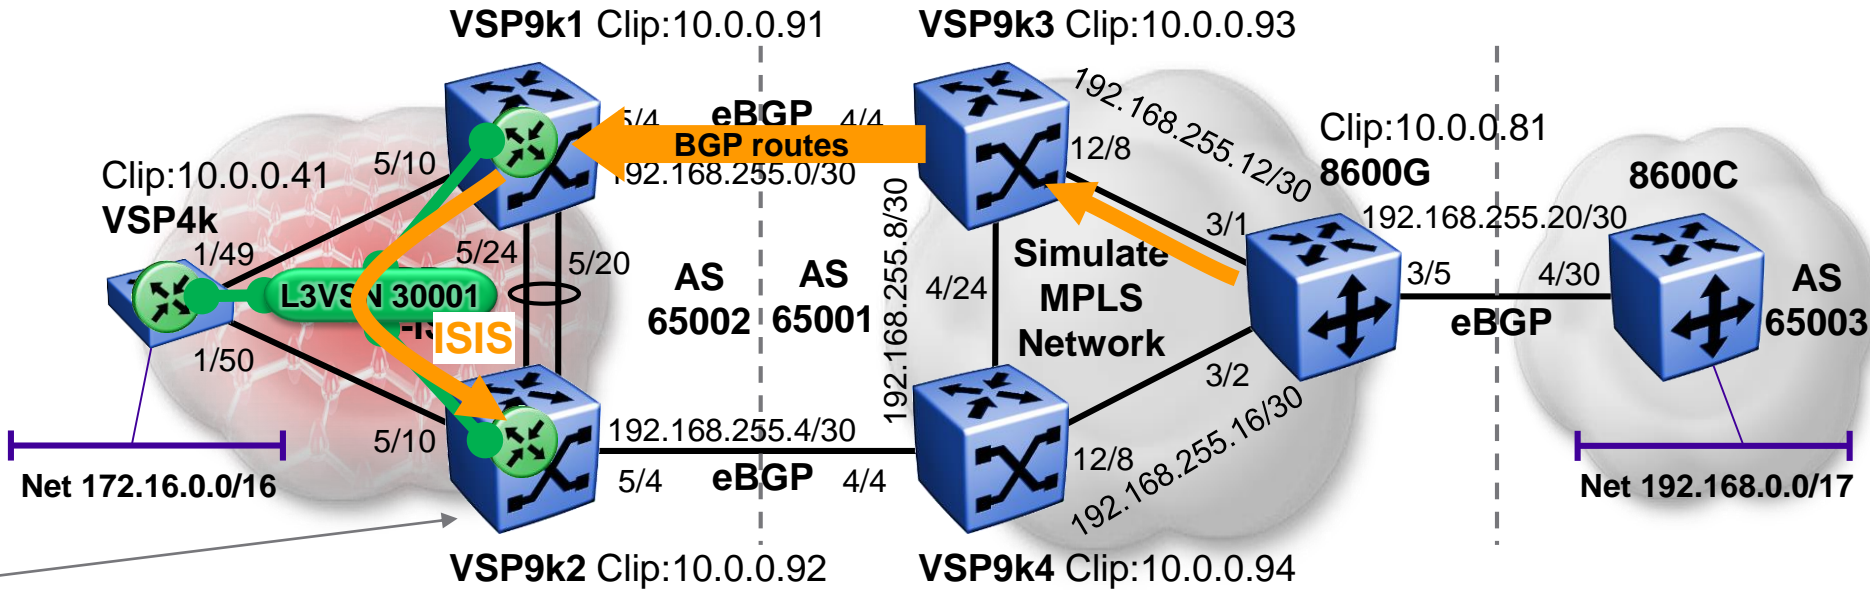 VSP9k1 Clip:10.0.0.91
VSP9k3 Clip:10.0.0.93
5/4 eBGP 4/4
BGP routes
192.168.255.0/30
5/10
Clip:10.0.0.41
VSP4k
1/49
5/24
5/20
L3VSN 30001
-IS
ISIS
1/50
5/10
AS
65002
AS
65001
192.168.255.8/30
12/8
192.168.255.12/30
3/1
4/24
Simulate
MPLS
Network
3/2
192.168.255.16/30
12/8
Clip:10.0.0.81
8600G
192.168.255.20/30
3/5
4/30
eBGP
8600C
AS
65003
192.168.255.4/30
5/4 eBGP 4/4
Net 172.16.0.0/16
Net 192.168.0.0/17
VSP9k2 Clip:10.0.0.92
VSP9k4 Clip:10.0.0.94